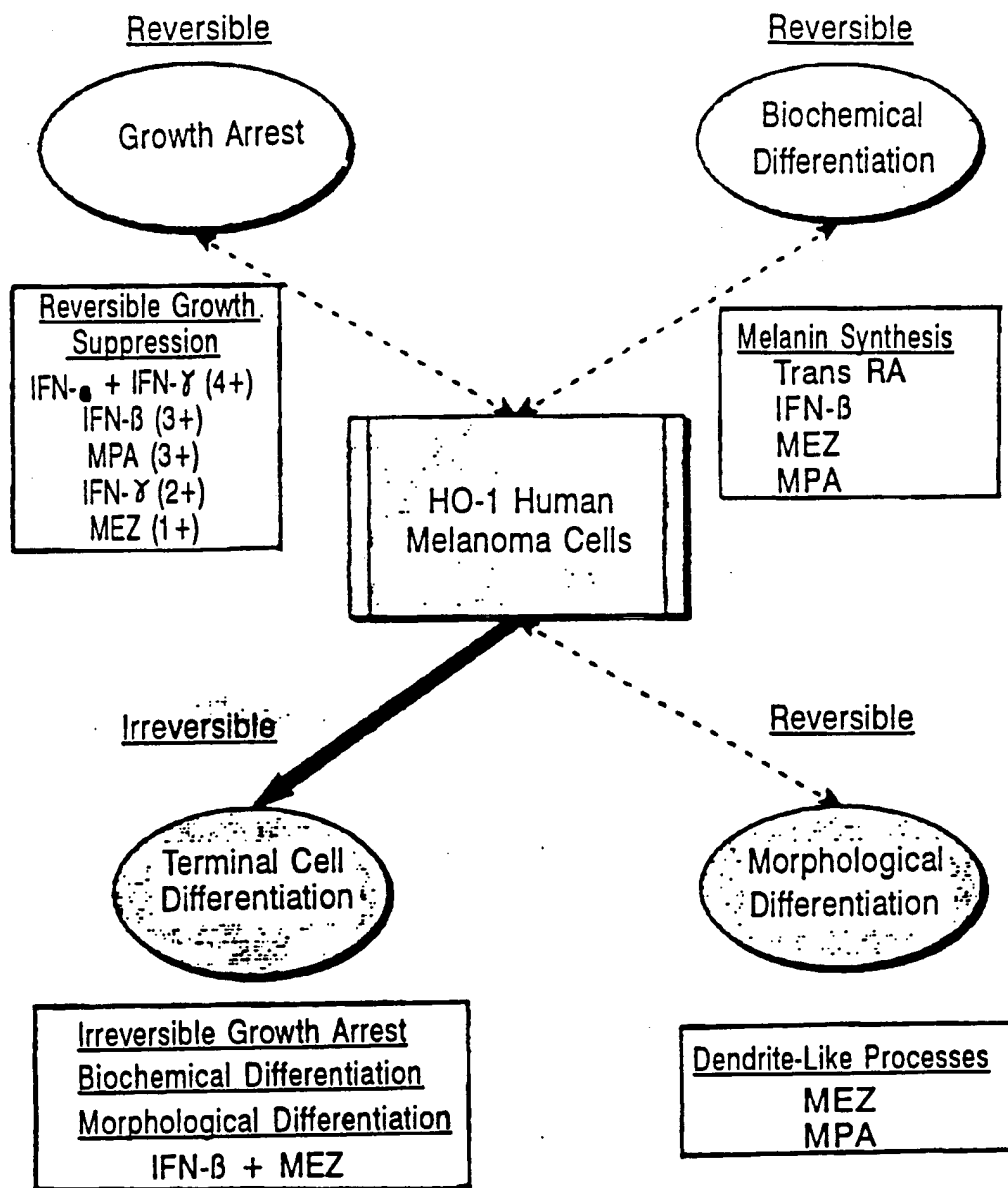 Reversible
Growth Arrest
Reversible
Biochemical
Differentiation
Reversible Growth
Suppression
IFN- + IFN-γ (4+)
IFN-β (3+)
MPA (3+)
IFN-γ (2+)
MEZ (1+)
Melanin Synthesis
Trans RA
IFN-β
MEZ
MPA
HO-1 Human
Melanoma Cells
Irreversible
Terminal Cell
Differentiation
Reversible
Morphological
Differentiation
Irreversible Growth Arrest
Biochemical Differentiation
Morphological Differentiation
IFN-β + MEZ
Dendrite-Like Processes
MEZ
MPA